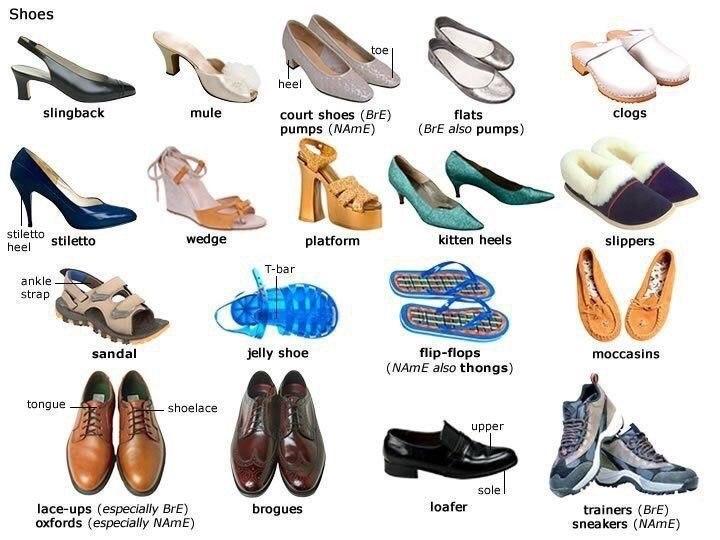 Shoes
toe
heel
slingback
mule
court shoes (BrE)
pumps (NAmE)
flats
(BrE also pumps)
clogs
stiletto
heel
stiletto
wedge
platform
kitten heels
slippers
ankle
strap
T-bar
sandal
jelly shoe
flip-flops
(NAmE also thongs)
moccasins
tongue
shoelace
upper
sole
lace-ups (especially BrE)
oxfords (especially NAmE)
brogues
loafer
trainers (BrE)
sneakers (NAmE)